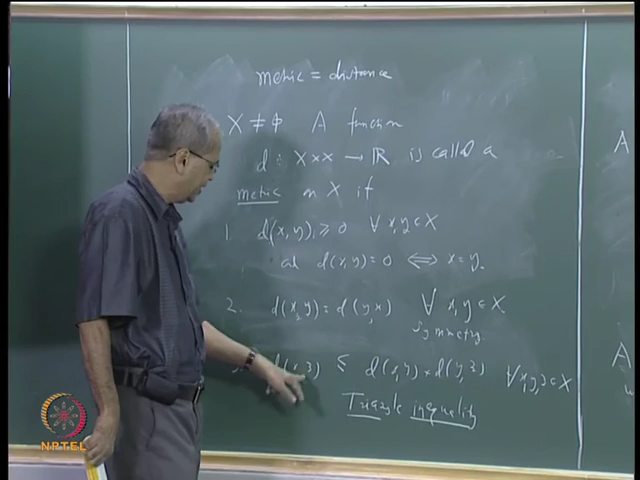 metric = distance
X ≠ φ A function
d : X×X → ℝ is called a
metric on X if
1. d(x, y) ≥ 0 ∀ x, y ∈ X
and d(x, y) = 0 ⟺ x = y.
2. d(x, y) = d(y, x) ∀ x, y ∈ X
symmetry
d(x, z) ≤ d(x, y) + d(y, z) ∀ x, y, z ∈ X
Triangle inequality
A
A
NPTEL